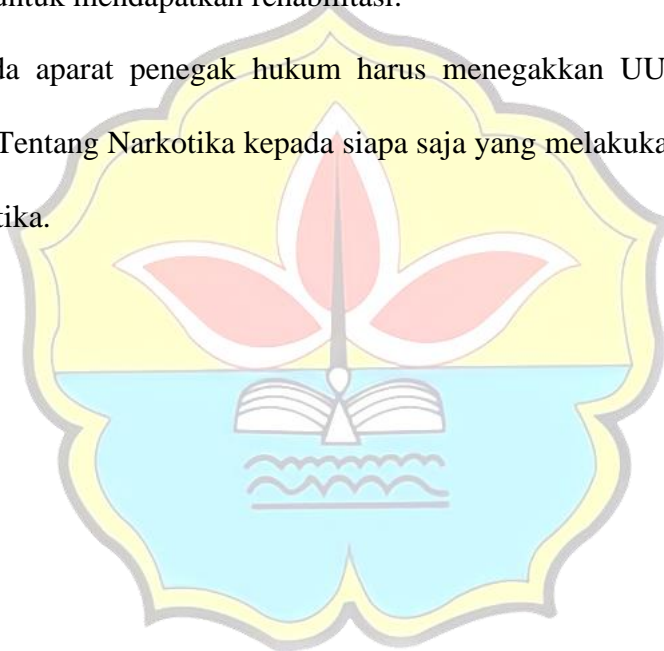 untuk mendapatkan rehabilitasi.
da aparat penegak hukum harus menegakkan UU
Tentang Narkotika kepada siapa saja yang melakuka
tika.